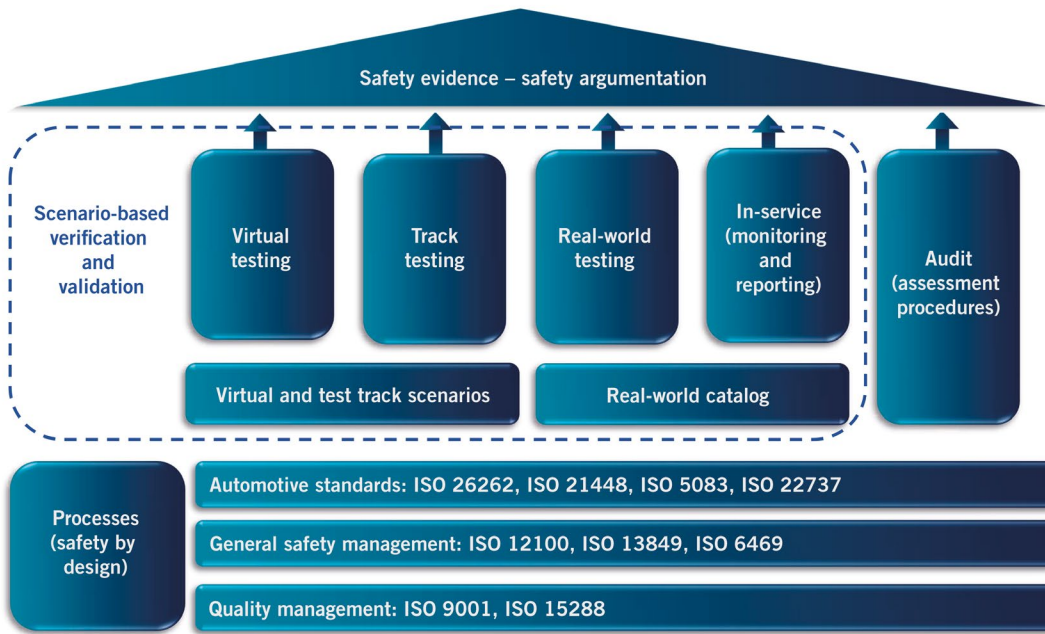 Safety evidence – safety argumentation
Scenario-based
verification
and
validation
Virtual
testing
Track
testing
Real-world
testing
In-service
(monitoring
and
reporting)
Audit
(assessment
procedures)
Virtual and test track scenarios
Real-world catalog
Processes
(safety by
design)
Automotive standards: ISO 26262, ISO 21448, ISO 5083, ISO 22737
General safety management: ISO 12100, ISO 13849, ISO 6469
Quality management: ISO 9001, ISO 15288